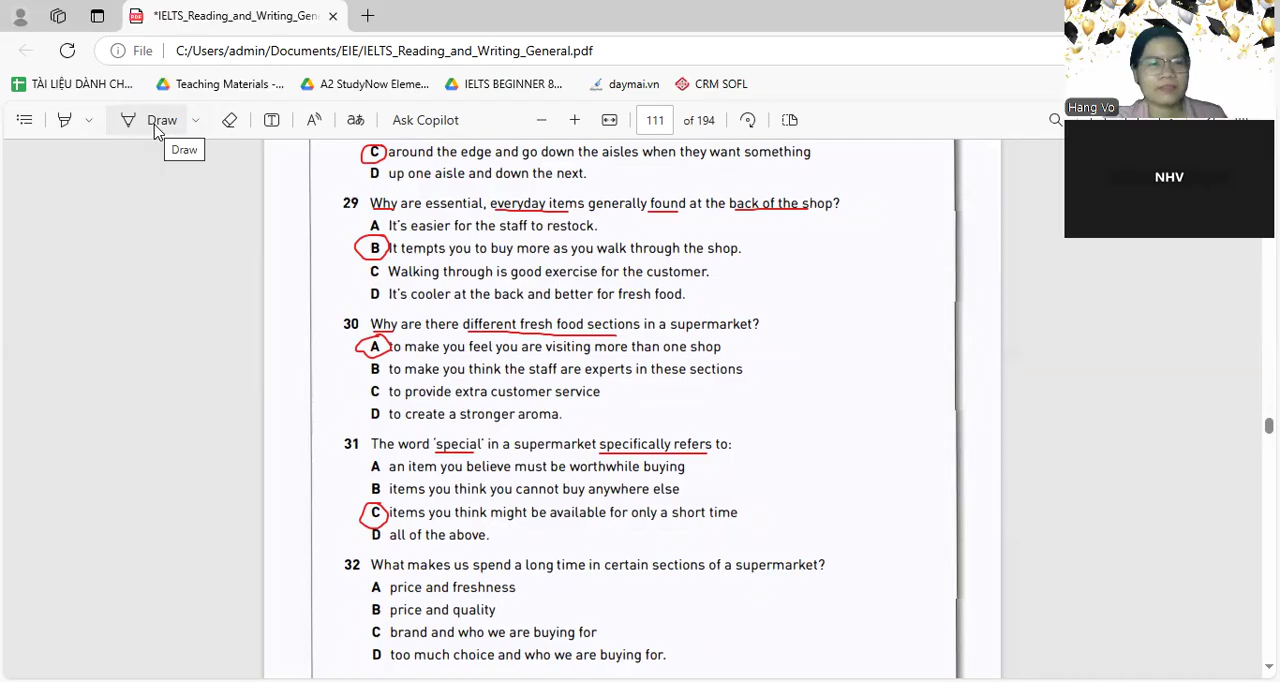 *IELTS_Reading_and_Writing_Gen
File C:/Users/admin/Documents/EIE/IELTS_Reading_and_Writing_General.pdf
TÀI LIỆU DÀNH CH... Teaching Materials -... A2 StudyNow Eleme... IELTS BEGINNER 8... daymai.vn CRM SOFL
Draw Ask Copilot 111 of 194
Draw
Hang Vo
NHV
C around the edge and go down the aisles when they want something
D up one aisle and down the next.
29 Why are essential, everyday items generally found at the back of the shop?
A It's easier for the staff to restock.
B It tempts you to buy more as you walk through the shop.
C Walking through is good exercise for the customer.
D It's cooler at the back and better for fresh food.
30 Why are there different fresh food sections in a supermarket?
A to make you feel you are visiting more than one shop
B to make you think the staff are experts in these sections
C to provide extra customer service
D to create a stronger aroma.
31 The word 'special' in a supermarket specifically refers to:
A an item you believe must be worthwhile buying
B items you think you cannot buy anywhere else
C items you think might be available for only a short time
D all of the above.
32 What makes us spend a long time in certain sections of a supermarket?
A price and freshness
B price and quality
C brand and who we are buying for
D too much choice and who we are buying for.